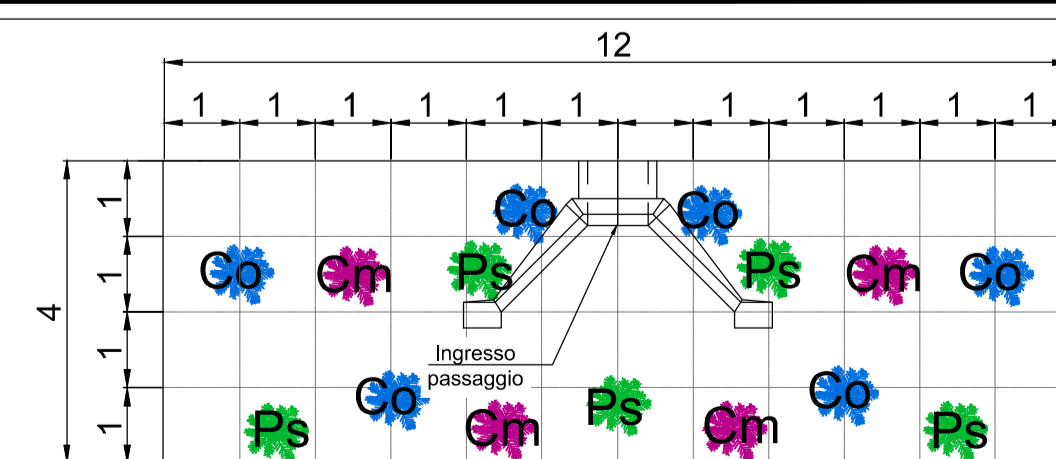 12
1 1 1 1 1 1 1 1 1 1 1
1
Co Co
1
Co Cm Ps Ps Cm Co
4
1
Ingresso
passaggio
Co Ps Co
1
Ps Cm Cm Ps